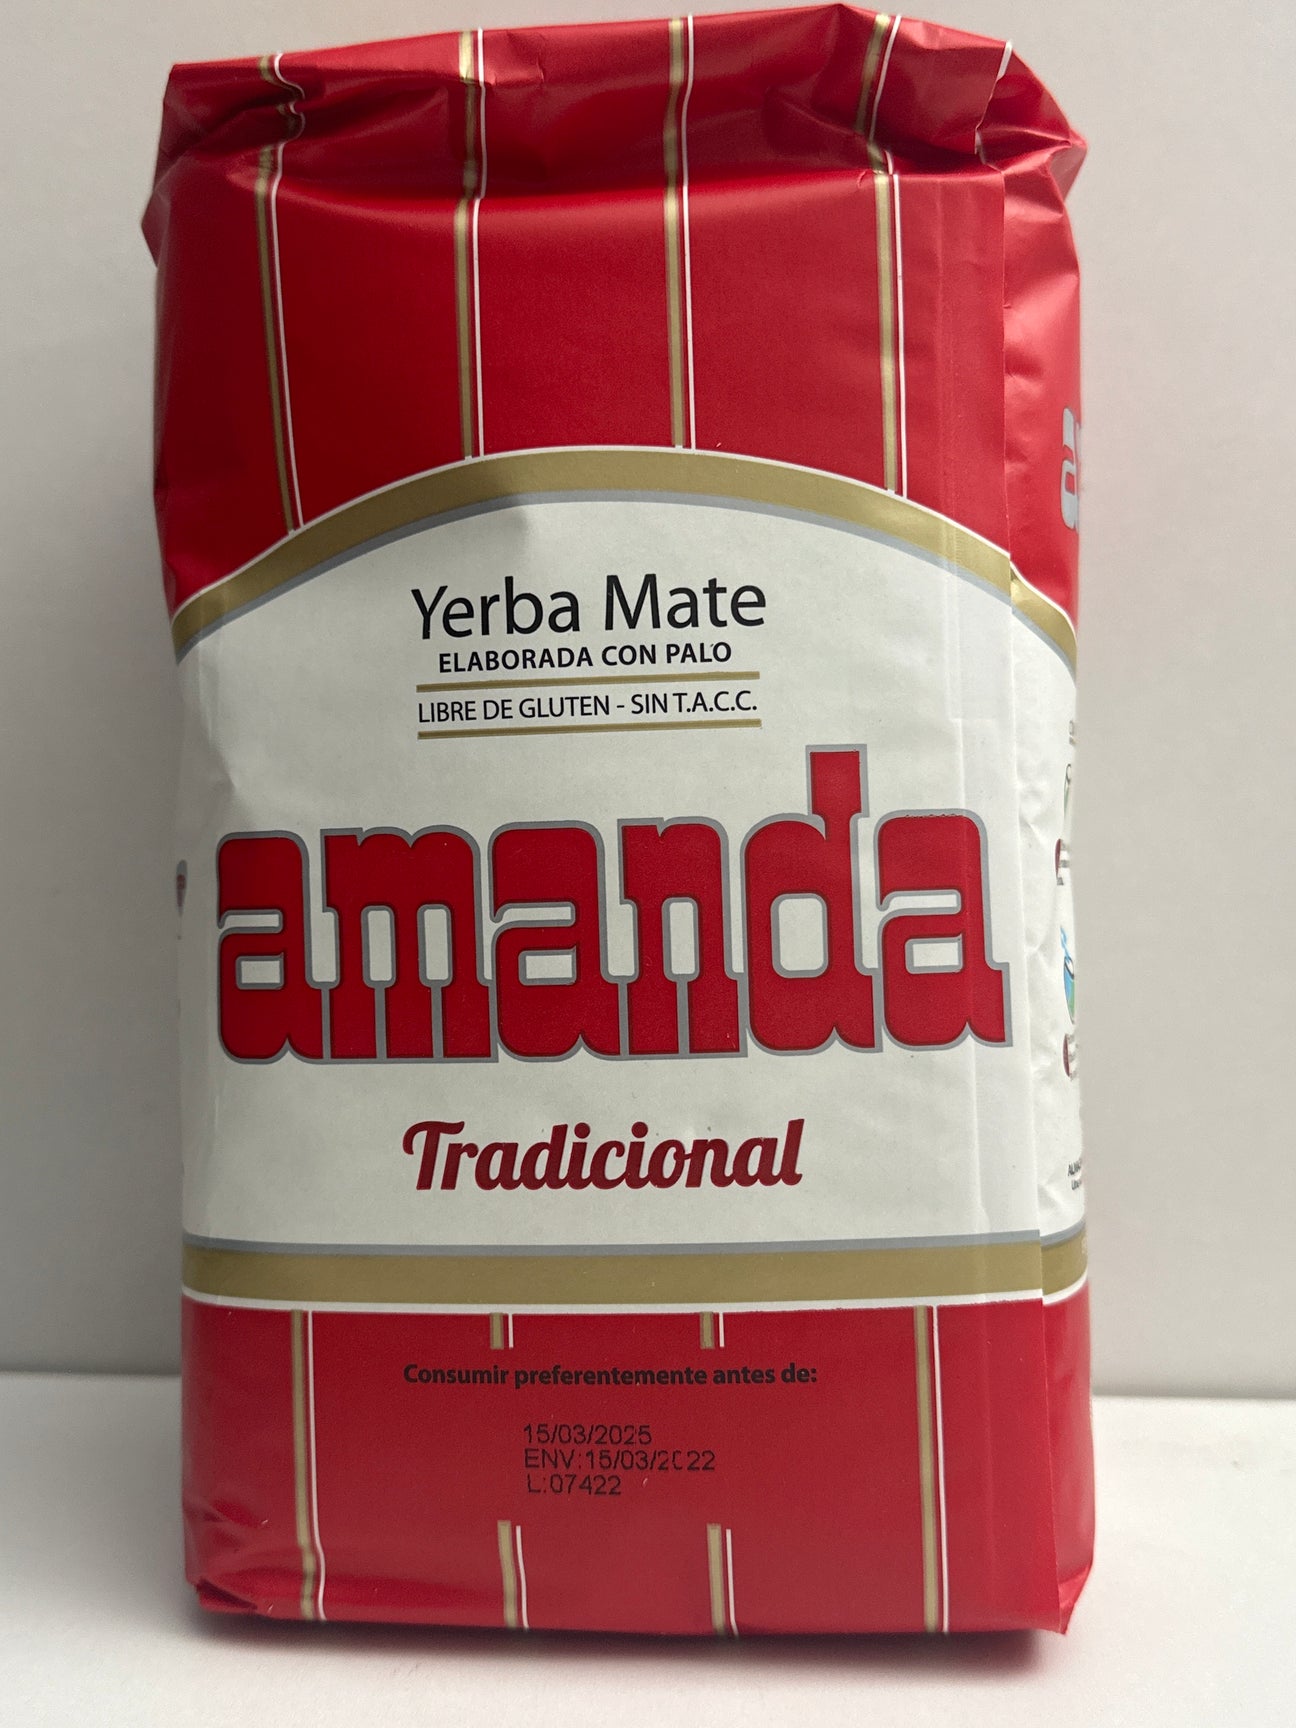 Yerba Mate
ELABORADA CON PALO
LIBRE DE GLUTEN - SIN T.A.C.C.
amanda
Tradicional
Consumir preferentemente antes de:
15/03/2025
ENV:15/03/2022
L:07422